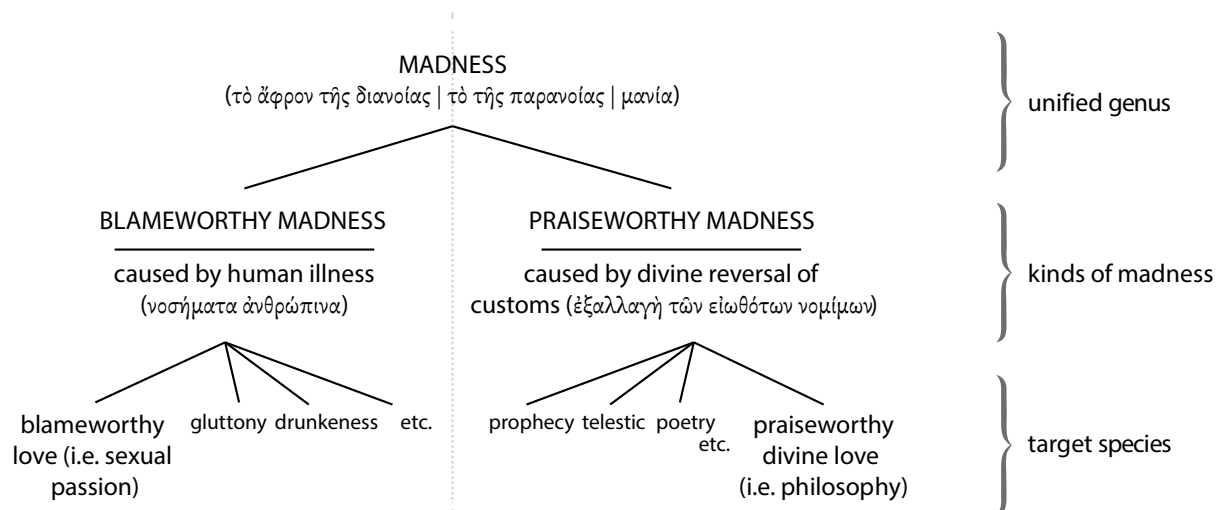 MADNESS
(τὸ ἄφρον τῆς διανοίας | τὸ τῆς παρανοίας | μανία)
unified genus
BLAMEWORTHY MADNESS
caused by human illness
(νοσήματα ἀνθρώπινα)
PRAISEWORTHY MADNESS
caused by divine reversal of
customs (ἐξαλλαγὴ τῶν εἰωθότων νομίμων)
kinds of madness
blameworthy
love (i.e. sexual
passion)
gluttony
drunkeness
etc.
prophecy
telestic
poetry
etc.
praiseworthy
divine love
(i.e. philosophy)
target species